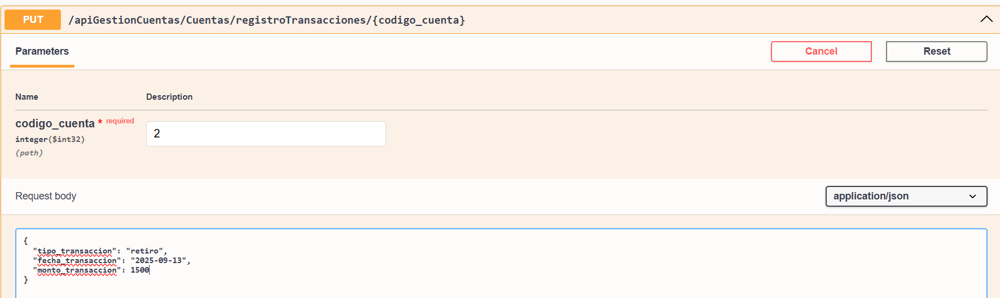 PUT /apiGestionCuentas/Cuentas/registroTransacciones/{codigo_cuenta}
Parameters Cancel Reset
Name Description
codigo_cuenta * required
2
integer($int32)
(path)
Request body application/json
{
  "tipo_transaccion": "retiro",
  "fecha_transaccion": "2025-09-13",
  "monto_transaccion": 1500
}